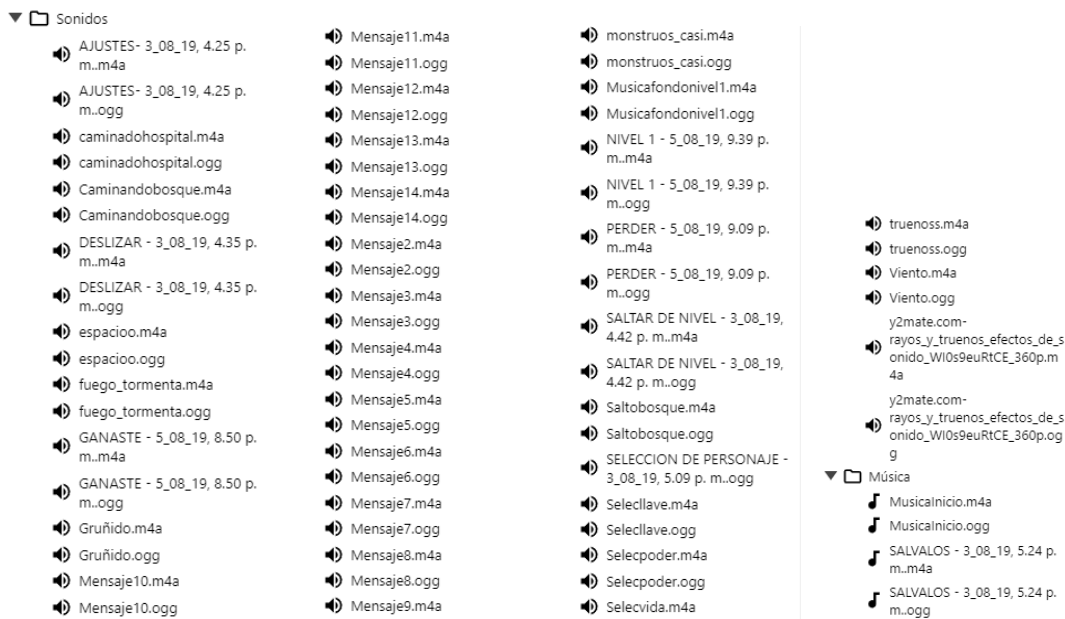 Sonidos
AJUSTES- 3_08_19, 4.25 p.
m..m4a
AJUSTES- 3_08_19, 4.25 p.
m..ogg
caminadohospital.m4a
caminadohospital.ogg
Caminandobosque.m4a
Caminandobosque.ogg
DESLIZAR - 3_08_19, 4.35 p.
m..m4a
DESLIZAR - 3_08_19, 4.35 p.
m..ogg
espacioo.m4a
espacioo.ogg
fuego_tormenta.m4a
fuego_tormenta.ogg
GANASTE - 5_08_19, 8.50 p.
m..m4a
GANASTE - 5_08_19, 8.50 p.
m..ogg
Gruñido.m4a
Gruñido.ogg
Mensaje10.m4a
Mensaje10.ogg
Mensaje11.m4a
Mensaje11.ogg
Mensaje12.m4a
Mensaje12.ogg
Mensaje13.m4a
Mensaje13.ogg
Mensaje14.m4a
Mensaje14.ogg
Mensaje2.m4a
Mensaje2.ogg
Mensaje3.m4a
Mensaje3.ogg
Mensaje4.m4a
Mensaje4.ogg
Mensaje5.m4a
Mensaje5.ogg
Mensaje6.m4a
Mensaje6.ogg
Mensaje7.m4a
Mensaje7.ogg
Mensaje8.m4a
Mensaje8.ogg
Mensaje9.m4a
monstruos_casi.m4a
monstruos_casi.ogg
Musicafondonivel1.m4a
Musicafondonivel1.ogg
NIVEL 1 - 5_08_19, 9.39 p.
m..m4a
NIVEL 1 - 5_08_19, 9.39 p.
m..ogg
PERDER - 5_08_19, 9.09 p.
m..m4a
PERDER - 5_08_19, 9.09 p.
m..ogg
SALTAR DE NIVEL - 3_08_19,
4.42 p. m..m4a
SALTAR DE NIVEL - 3_08_19,
4.42 p. m..ogg
Saltobosque.m4a
Saltobosque.ogg
SELECCION DE PERSONAJE -
3_08_19, 5.09 p. m..ogg
Selecllave.m4a
Selecllave.ogg
Selecpoder.m4a
Selecpoder.ogg
Selecvida.m4a
truenoss.m4a
truenoss.ogg
Viento.m4a
Viento.ogg
y2mate.com-
rayos_y_truenos_efectos_de_s
onido_WI0s9euRtCE_360p.m
4a
y2mate.com-
rayos_y_truenos_efectos_de_s
onido_WI0s9euRtCE_360p.og
g
Música
MusicaInicio.m4a
MusicaInicio.ogg
SALVALOS - 3_08_19, 5.24 p.
m..m4a
SALVALOS - 3_08_19, 5.24 p.
m..ogg